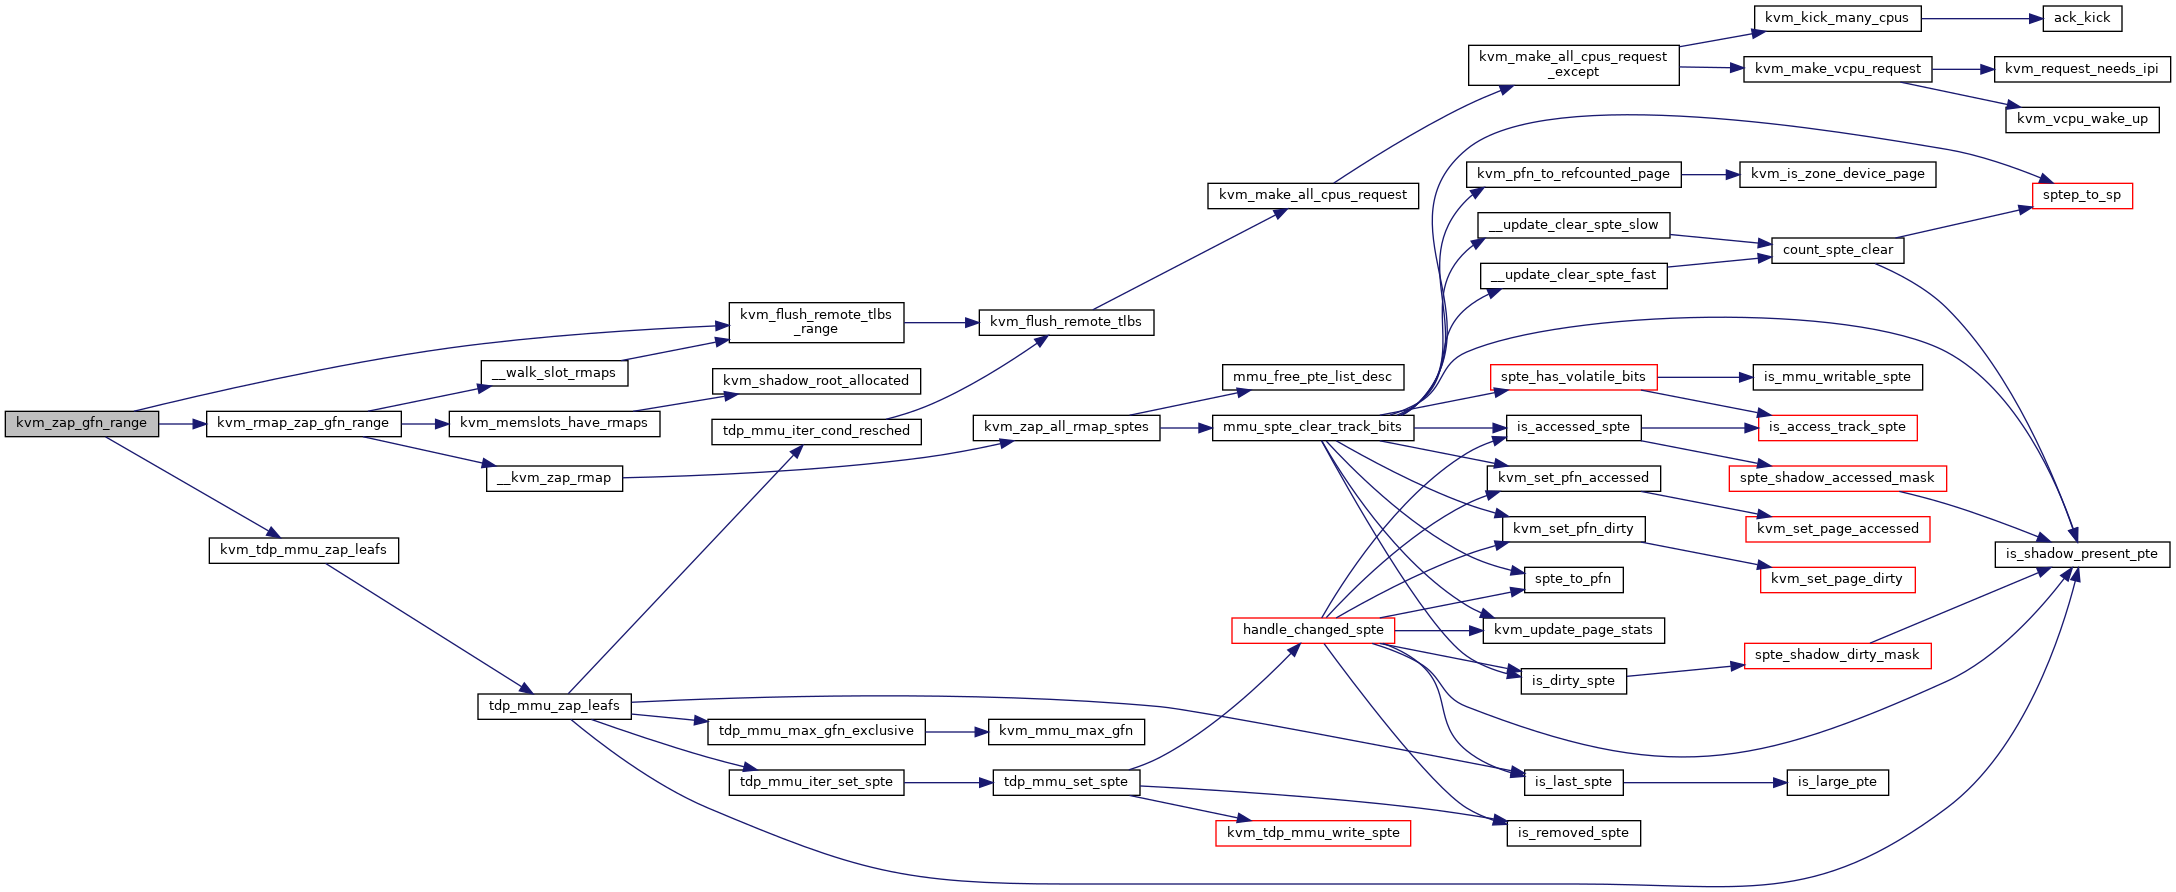 kvm_zap_gfn_range
kvm_rmap_zap_gfn_range
kvm_tdp_mmu_zap_leafs
__walk_slot_rmaps
kvm_memslots_have_rmaps
__kvm_zap_rmap
tdp_mmu_zap_leafs
kvm_flush_remote_tlbs
_range
kvm_shadow_root_allocated
tdp_mmu_iter_cond_resched
tdp_mmu_max_gfn_exclusive
tdp_mmu_iter_set_spte
kvm_flush_remote_tlbs
kvm_zap_all_rmap_sptes
kvm_mmu_max_gfn
tdp_mmu_set_spte
kvm_make_all_cpus_request
mmu_free_pte_list_desc
mmu_spte_clear_track_bits
handle_changed_spte
kvm_tdp_mmu_write_spte
kvm_make_all_cpus_request
_except
kvm_pfn_to_refcounted_page
__update_clear_spte_slow
__update_clear_spte_fast
spte_has_volatile_bits
is_accessed_spte
kvm_set_pfn_accessed
kvm_set_pfn_dirty
spte_to_pfn
kvm_update_page_stats
is_dirty_spte
is_last_spte
is_removed_spte
kvm_kick_many_cpus
kvm_make_vcpu_request
kvm_is_zone_device_page
count_spte_clear
is_mmu_writable_spte
is_access_track_spte
spte_shadow_accessed_mask
kvm_set_page_accessed
kvm_set_page_dirty
spte_shadow_dirty_mask
is_large_pte
ack_kick
kvm_request_needs_ipi
kvm_vcpu_wake_up
sptep_to_sp
is_shadow_present_pte